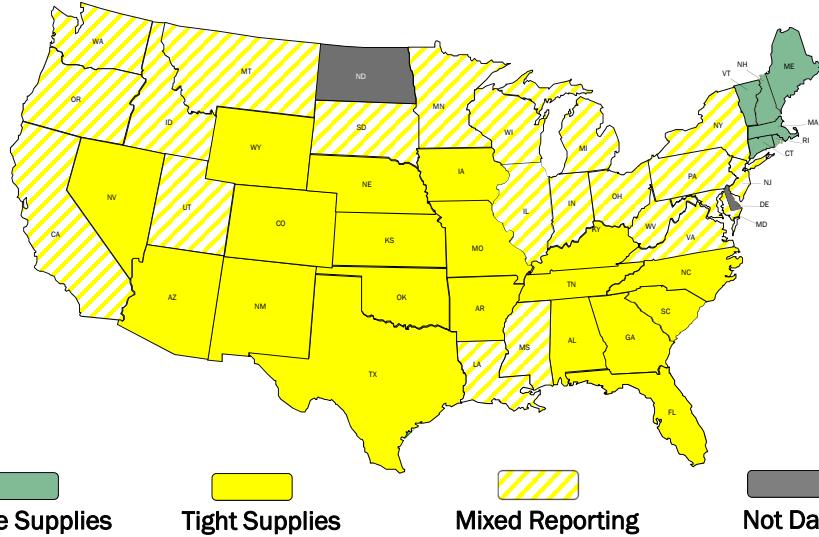 WA
MT
ND
MN
OR
ID
SD
WI
MI
NY
VT
NH
ME
MA
RI
CT
WY
NV
UT
CA
NE
IA
IL
IN
OH
PA
NJ
DE
MD
WV
VA
CO
KS
MO
KY
AZ
NM
OK
AR
TN
NC
SC
TX
LA
MS
AL
GA
FL
e Supplies
Tight Supplies
Mixed Reporting
Not Da